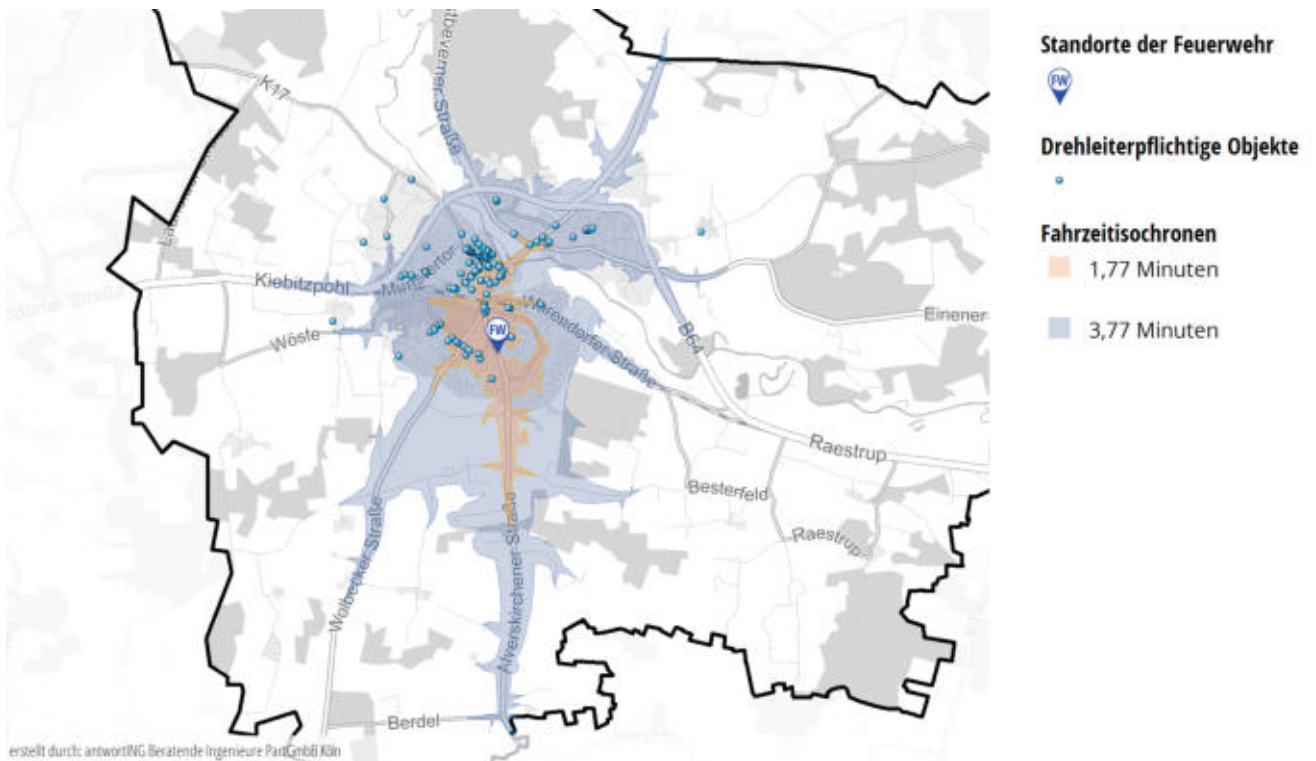 Standorte der Feuerwehr
FW
Drehleiterpflichtige Objekte
Fahrzeitisochronen
1,77 Minuten
3,77 Minuten
K17
Straße
Kiebitzpohl
Wöste
FW
Warendorfer-Straße
B64
Einener
Raestrup
Besterfeld
Raestrup
Wolbecker Straße
Alverskirchener-Straße
Berdel
erstellt durch: antwortING Beratende Ingenieure PartGmbB Köln